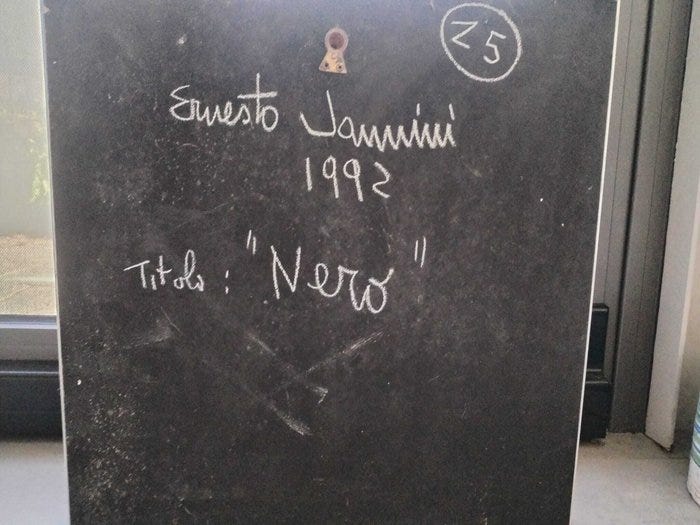 Z5
Ernesto Jannini
1992
Titolo: "Nero"